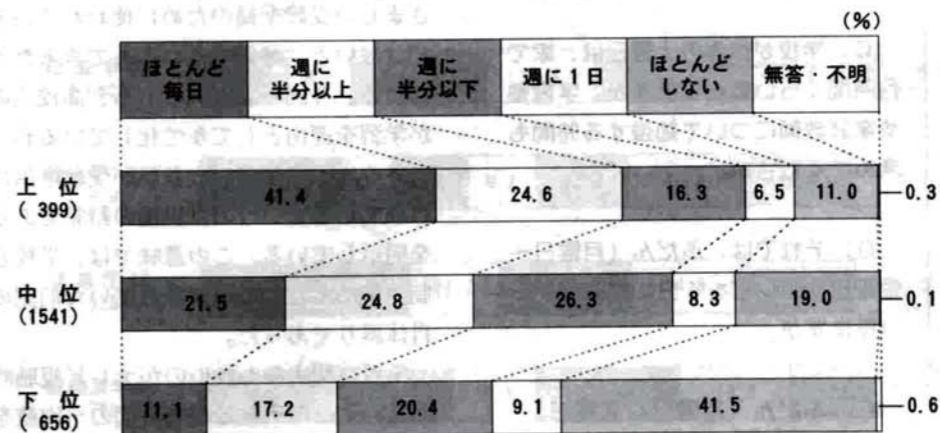 (%)
ほとんど
毎日
週に
半分以上
週に
半分以下
週に1日
ほとんど
しない
無答・不明
上位
( 399)
41.4
24.6
16.3
6.5
11.0
0.3
中位
(1541)
21.5
24.8
26.3
8.3
19.0
0.1
下位
( 656)
11.1
17.2
20.4
9.1
41.5
0.6